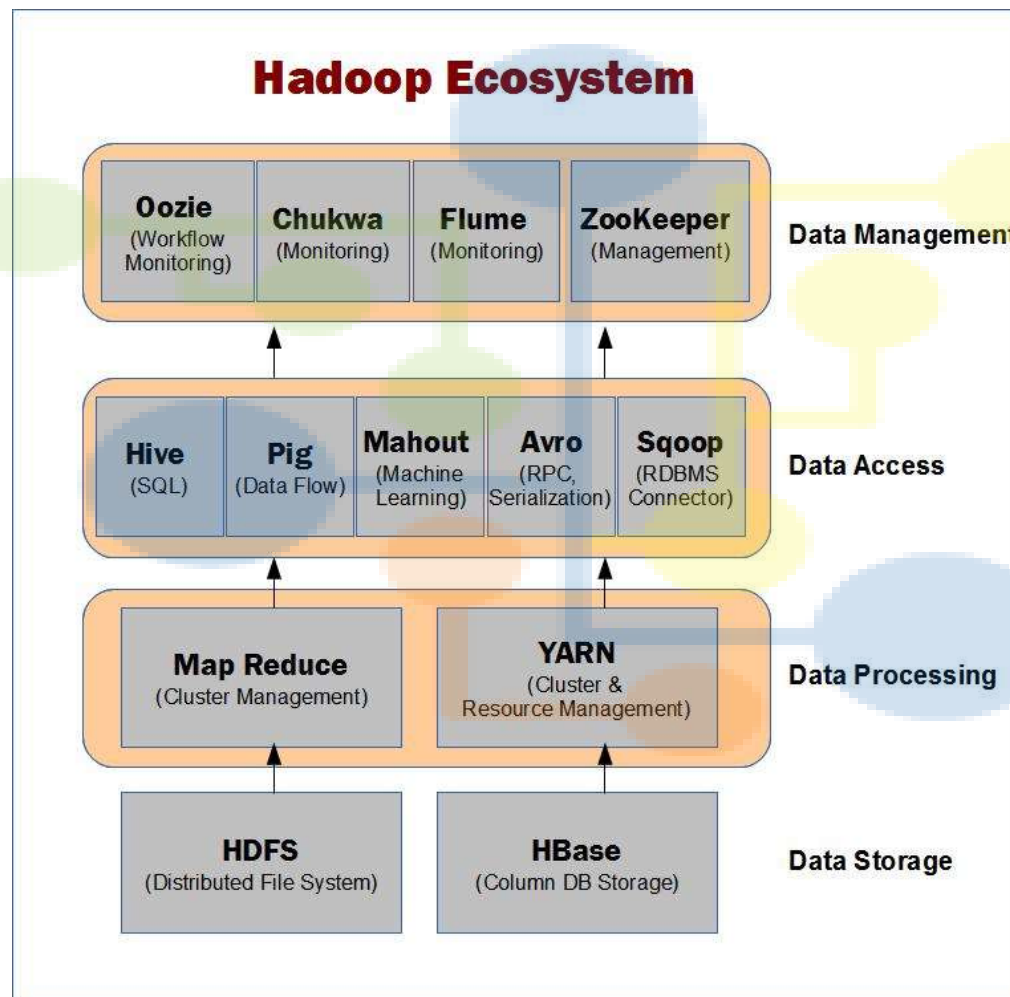 Hadoop Ecosystem
Oozie
(Workflow
Monitoring)
Chukwa
(Monitoring)
Flume
(Monitoring)
ZooKeeper
(Management)
Data Management
Hive
(SQL)
Pig
(Data Flow)
Mahout
(Machine
Learning)
Avro
(RPC,
Serialization)
Sqoop
(RDBMS
Connector)
Data Access
Map Reduce
(Cluster Management)
YARN
(Cluster &
Resource Management)
Data Processing
HDFS
(Distributed File System)
HBase
(Column DB Storage)
Data Storage